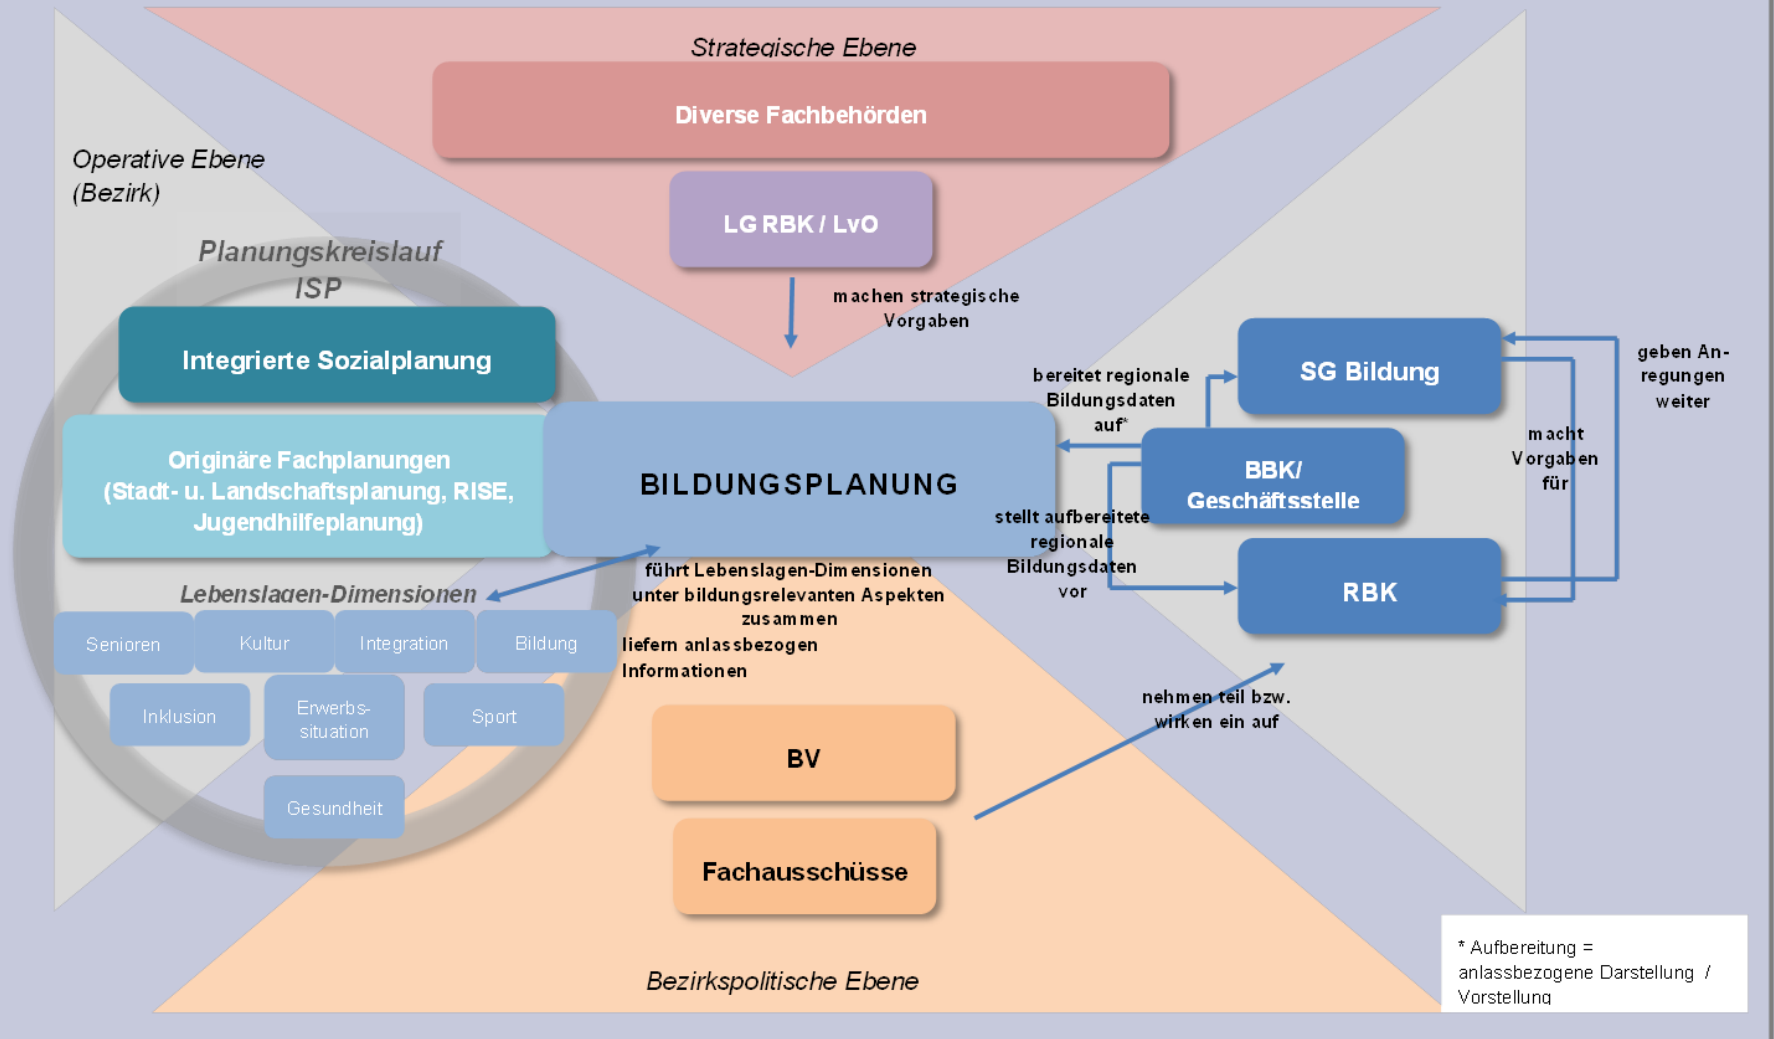 Strategische Ebene
Diverse Fachbehörden
LG RBK / LvO
machen strategische
Vorgaben
Operative Ebene
(Bezirk)
Planungskreislauf
ISP
Integrierte Sozialplanung
Originäre Fachplanungen
(Stadt- u. Landschaftsplanung, RISE,
Jugendhilfeplanung)
BILDUNGSPLANUNG
Lebenslagen-Dimensionen
Senioren
Kultur
Integration
Bildung
Inklusion
Erwerbs-
situation
Sport
Gesundheit
führt Lebenslagen-Dimensionen
unter bildungsrelevanten Aspekten
zusammen
liefern anlassbezogen
Informationen
bereitet regionale
Bildungsdaten
auf*
SG Bildung
BBK/
Geschäftsstelle
RBK
stellt aufbereitete
regionale
Bildungsdaten
vor
geben An-
regungen
weiter
macht
Vorgaben
für
nehmen teil bzw.
wirken ein auf
BV
Fachausschüsse
Bezirkspolitische Ebene
* Aufbereitung =
anlassbezogene Darstellung /
Vorstellung